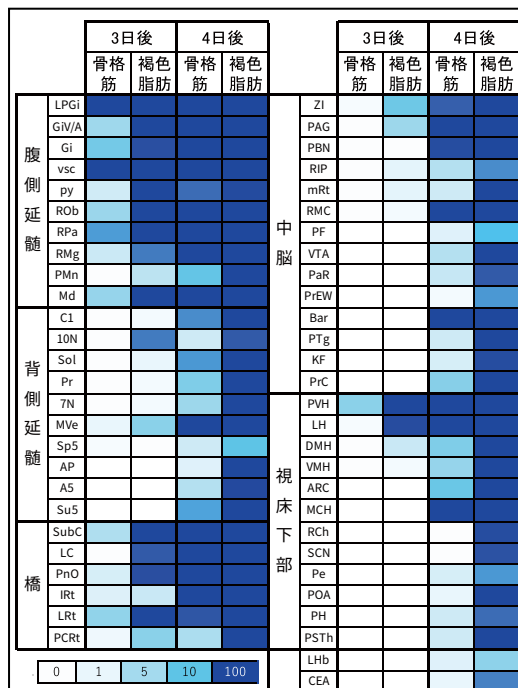 3日後 4日後
骨格筋 褐色脂肪 骨格筋 褐色脂肪
腹側延髄
LPGi
GiV/A
Gi
vsc
py
ROb
RPa
RMg
PMn
Md
背側延髄
C1
10N
Sol
Pr
7N
MVe
Sp5
AP
A5
Su5
橋
SubC
LC
PnO
IRt
LRt
PCRt
0 1 5 10 100
3日後 4日後
骨格筋 褐色脂肪 骨格筋 褐色脂肪
中脳
ZI
PAG
PBN
RIP
mRt
RMC
PF
VTA
PaR
PrEW
Bar
PTg
KF
PrC
視床下部
PVH
LH
DMH
VMH
ARC
MCH
RCh
SCN
Pe
POA
PH
PSTh
LHb
CEA